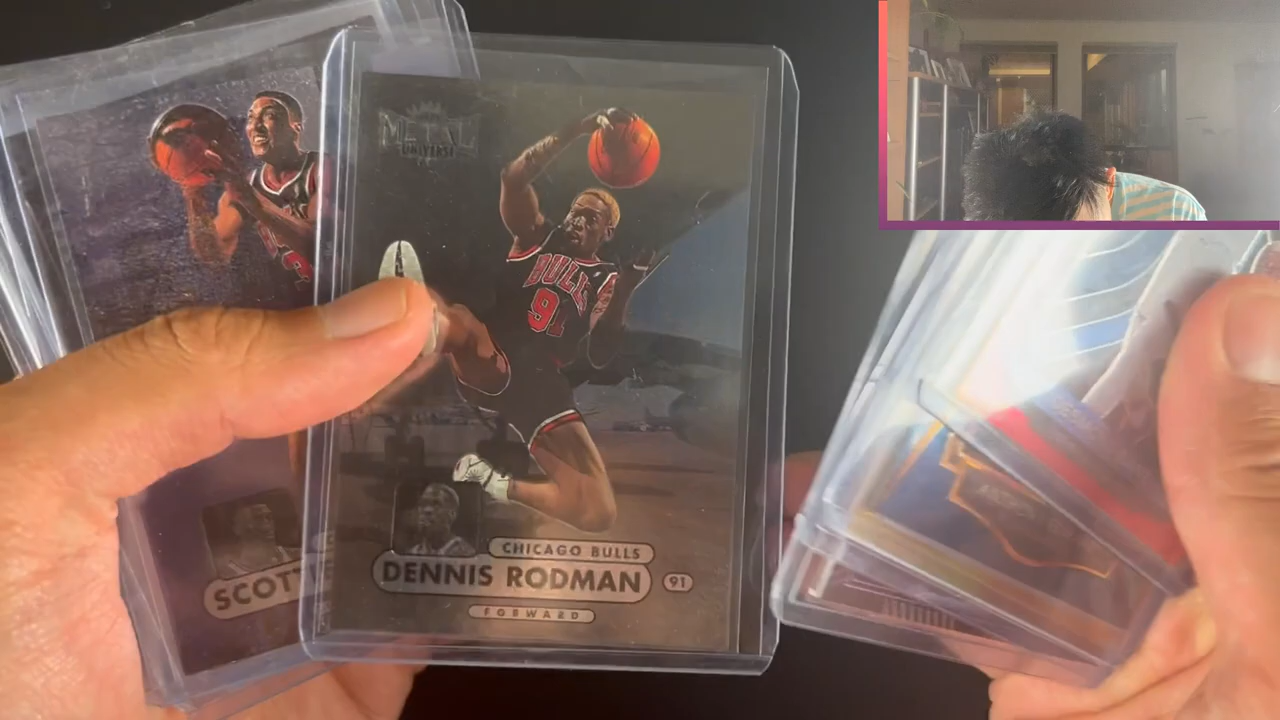 METAL
UNIVERSE
BULLS
91
CHICAGO BULLS
DENNIS RODMAN
91
FORWARD
SCOTT